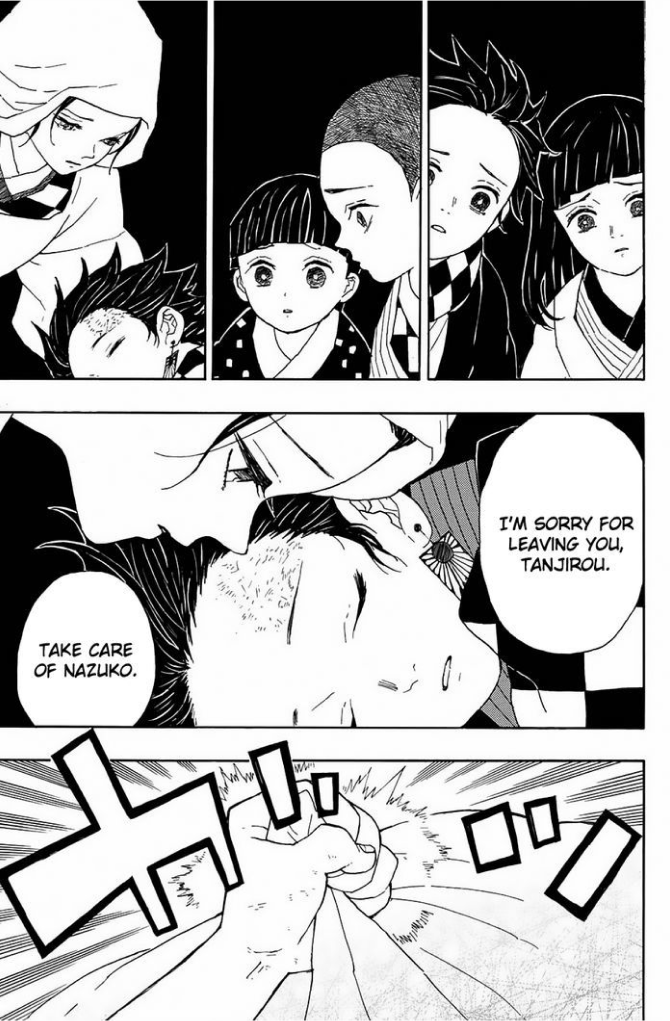 I'M SORRY FOR
LEAVING YOU,
TANJIROU.
TAKE CARE
OF NAZUKO.